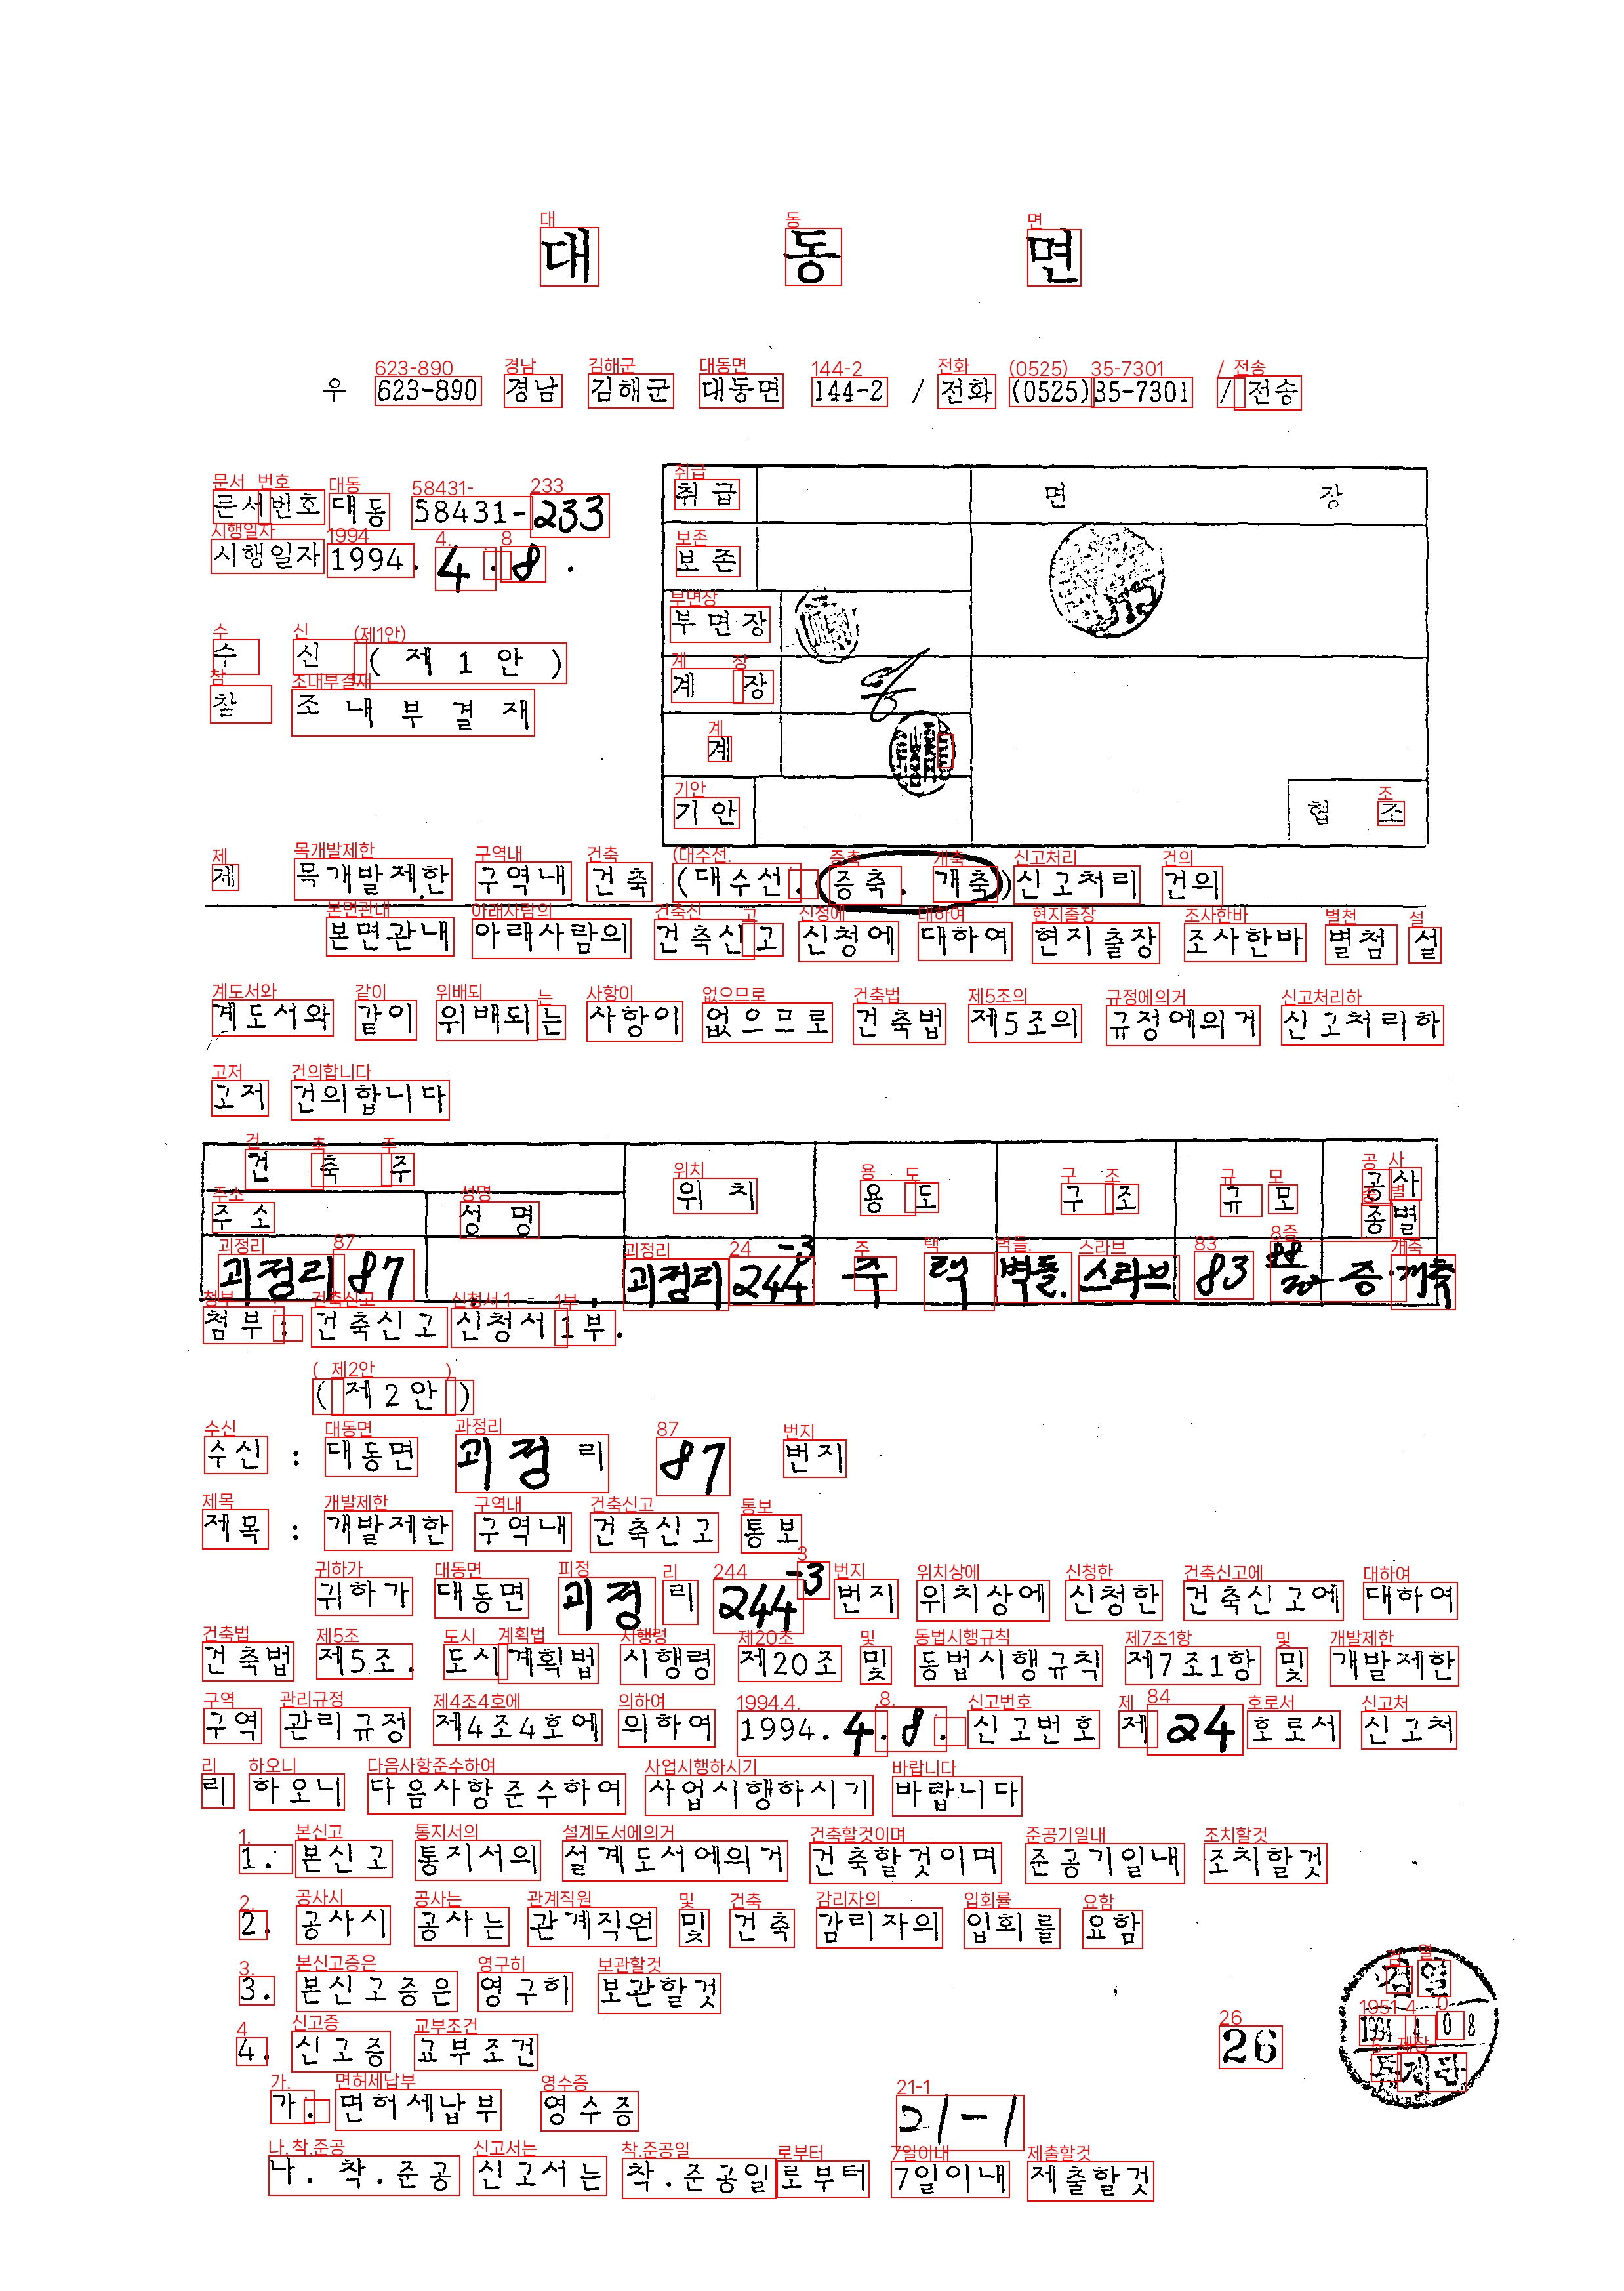 대 동 면
우 623-890 경남 김해군 대동면 144-2 / 전화 (0525)35-7301 / 전송
문서번호 대동 58431-233
시행일자 1994. 4. 8.
수 신 ( 제 1 안 )
참 조 내 부 결 재
취 급
보 존
부 면 장
계 장
계
기 안
면 장
협 조
제 목 개발제한 구역내 건축 (대수선. 증축. 개축) 신고처리 건의
본면관내 아래사람의 건축신고 신청에 대하여 현지출장 조사한바 별첨 설
계도서와 같이 위배되는 사항이 없으므로 건축법 제5조의 규정에의거 신고처리하
고저 건의합니다
건 축 주 위 치 용 도 구 조 규 모 공사
주 소 성 명 종별
괴정리 87 괴정리 244-3 주 택 벽돌. 스라브 83 증·개축
첨 부 : 건축신고 신청서 1부.
( 제 2 안 )
수신 : 대동면 괴정리 87 번지
제목 : 개발제한 구역내 건축신고 통보
귀하가 대동면 괴정리 244-3 번지 위치상에 신청한 건축신고에 대하여
건축법 제5조. 도시계획법 시행령 제20조 및 동법시행규칙 제7조1항 및 개발제한
구역 관리규정 제4조4호에 의하여 1994. 4. 8. 신고번호 제 24 호로서 신고처
리 하오니 다음사항준수하여 사업시행하시기 바랍니다
1. 본신고 통지서의 설계도서에의거 건축할것이며 준공기일내 조치할것
2. 공사시 공사는 관계직원 및 건축 감리자의 입회를 요함
3. 본신고증은 영구히 보관할것
4. 신고증 교부조건
가. 면허세납부 영수증
나. 착.준공 신고서는 착.준공일로부터 7일이내 제출할것
26
검열
1994 4 08
21-1